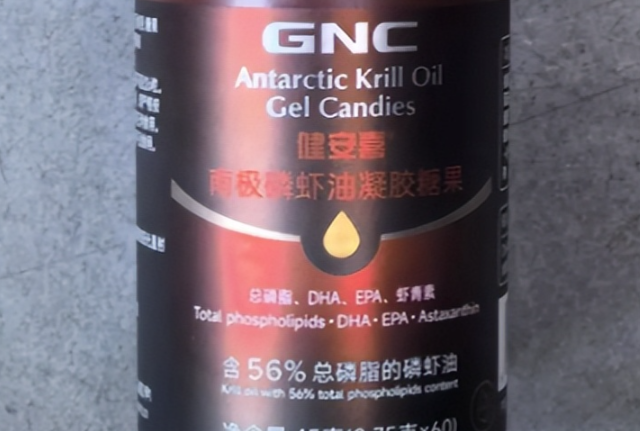 GNC
Antarctic Krill Oil
Gel Candies
健安喜
南极磷虾油凝胶糖果
总磷脂、DHA、EPA、虾青素
Total phospholipids·DHA·EPA·Astaxanthin
含56%总磷脂的磷虾油
Krill oil with 56% total phospholipids content